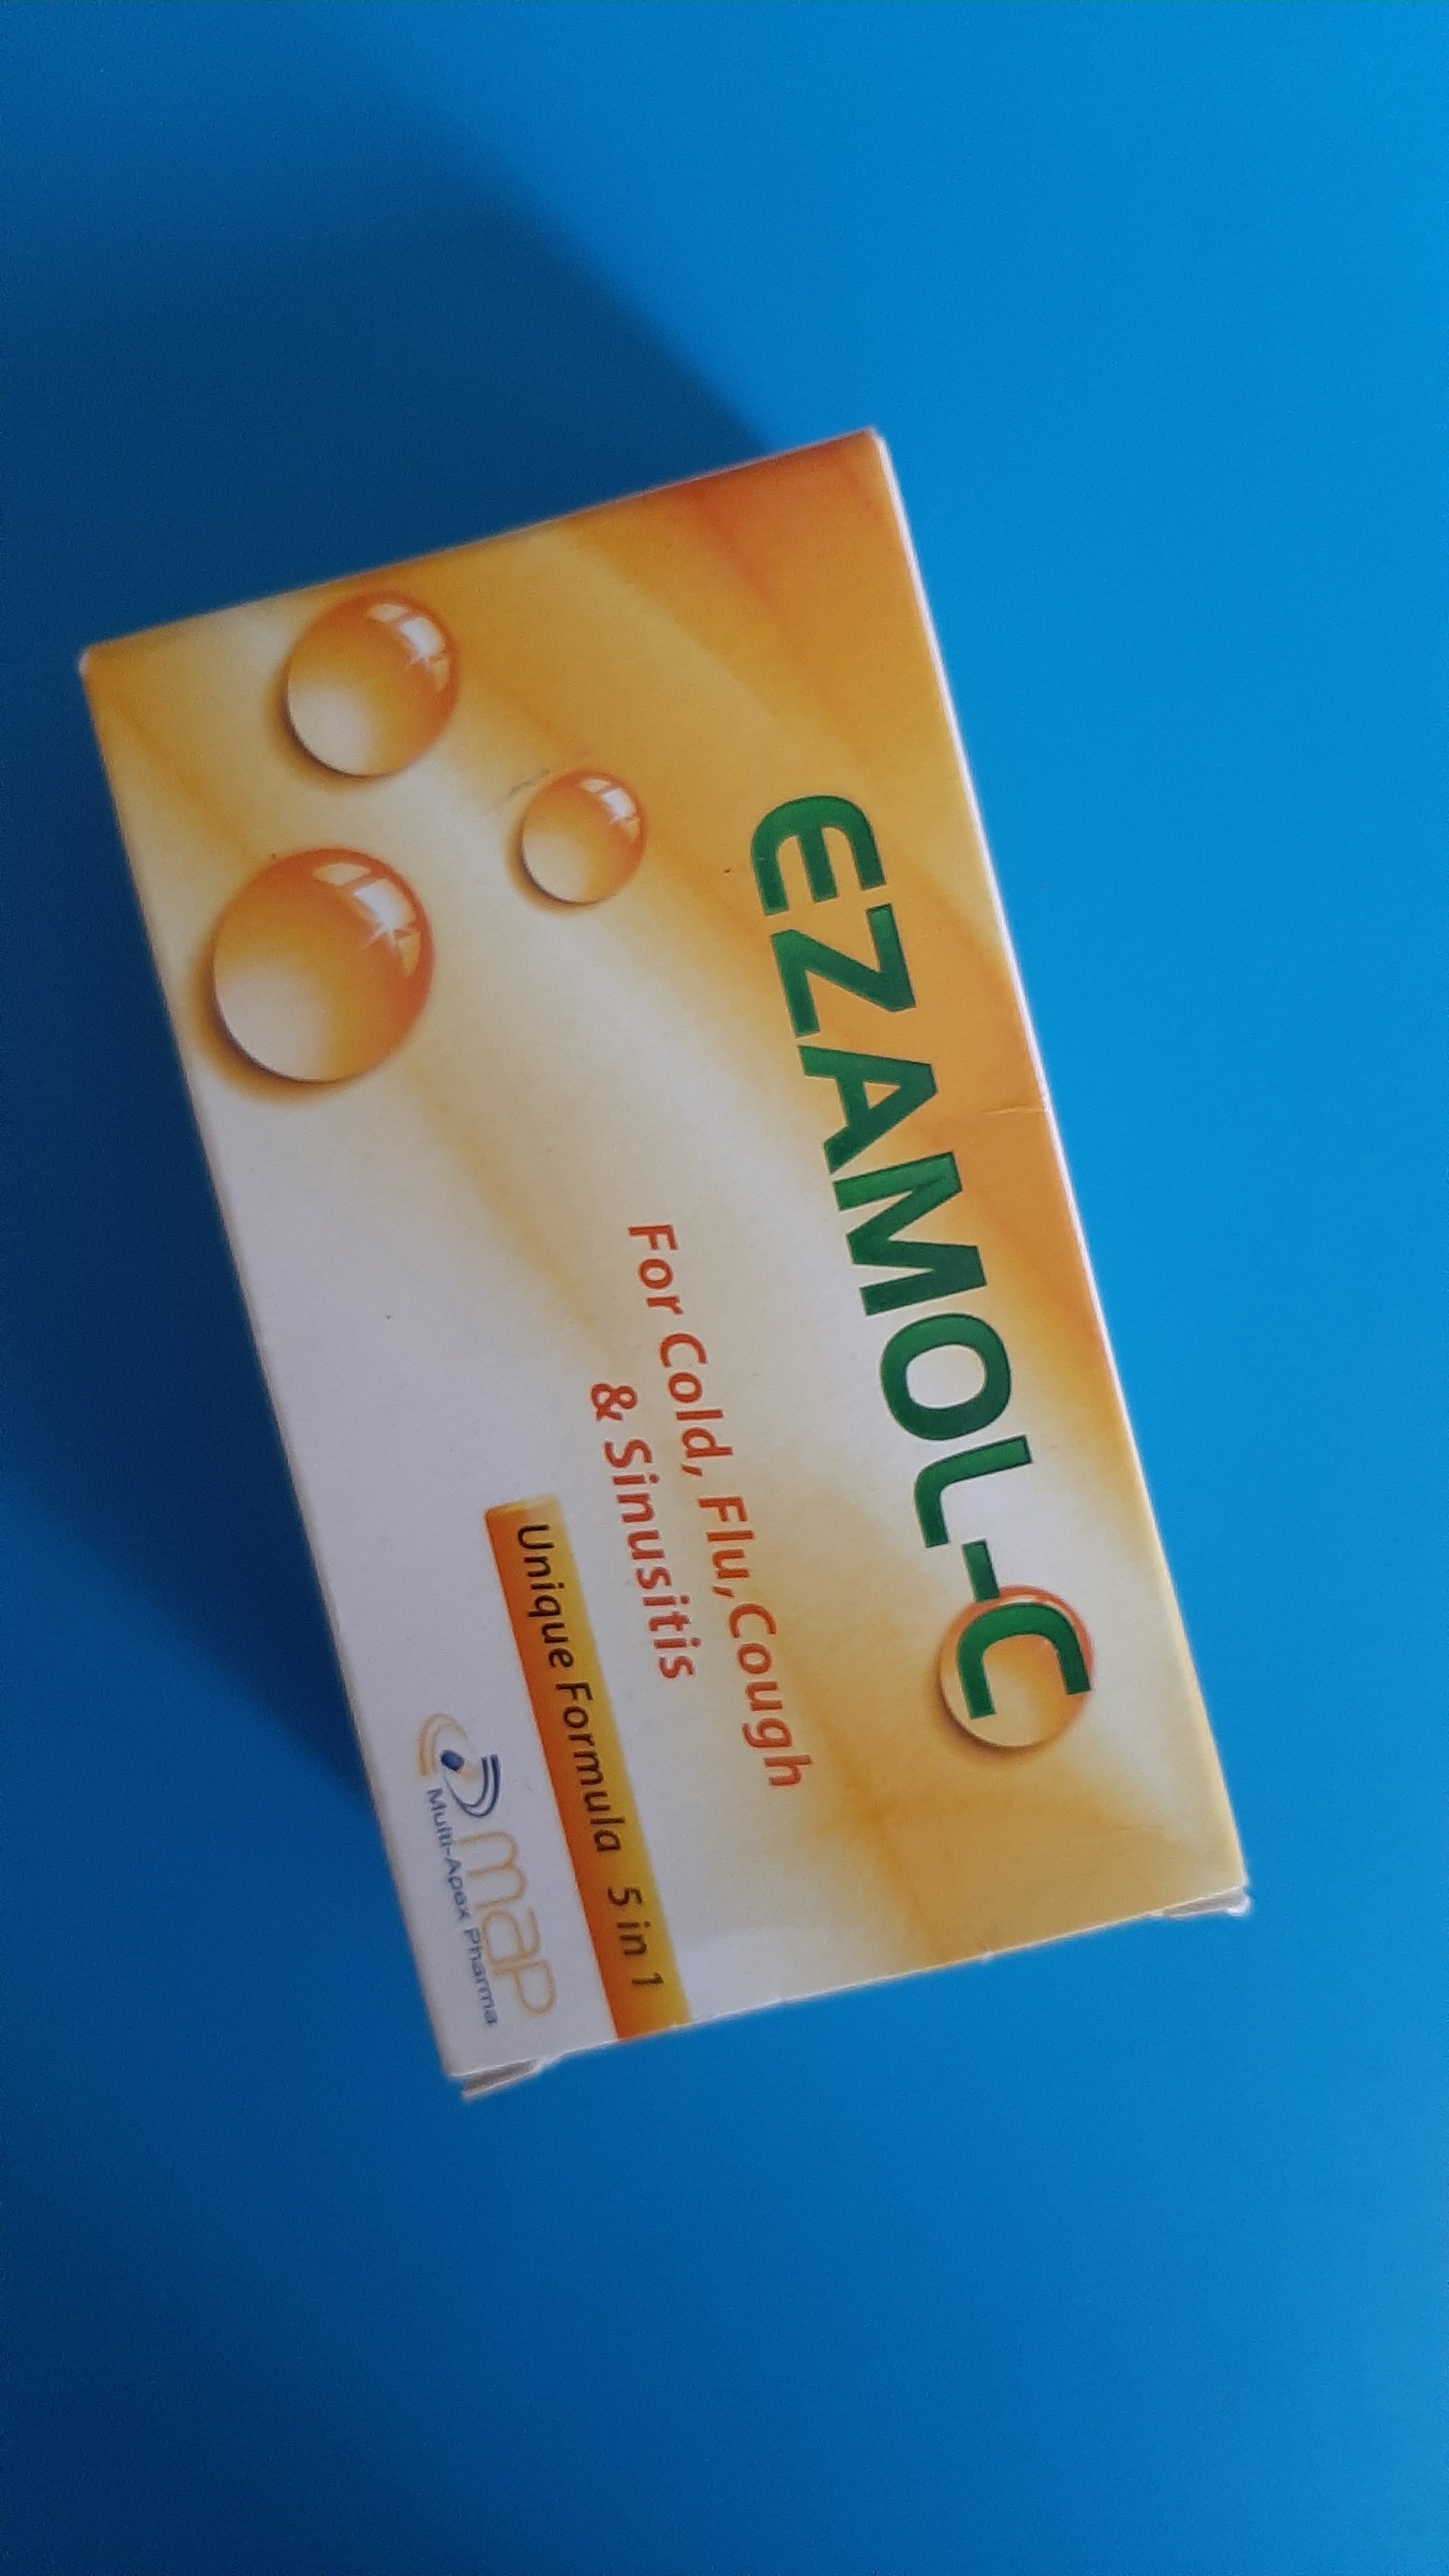 EZAMOL-C
For Cold, Flu,Cough
& Sinusitis
Unique Formula 5 in 1
map
Multi-Apex Pharma